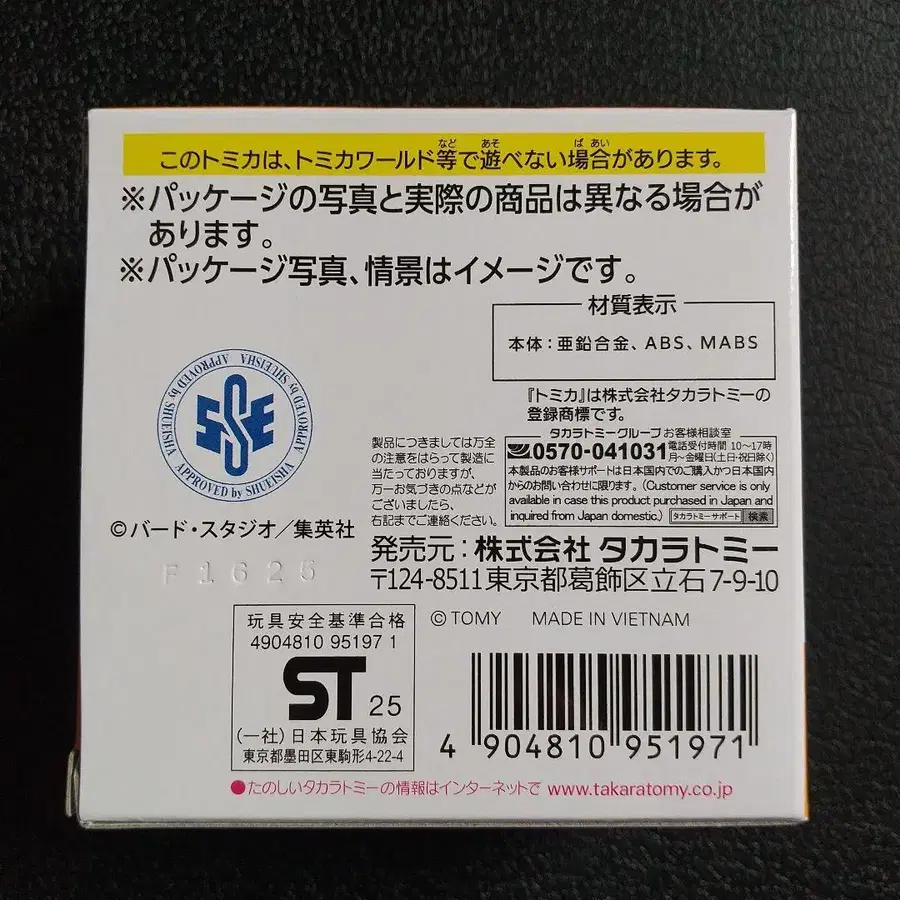 このトミカは、トミカワールド等で遊べない場合があります。
※パッケージの写真と実際の商品は異なる場合が
あります。
※パッケージ写真、情景はイメージです。
材質表示
本体：亜鉛合金、ABS、MABS
『トミカ』は株式会社タカラトミーの
登録商標です。
APPROVED by SHUEISHA APPROVED by SHUEISHA APPROVED by SHUEISHA
©バード・スタジオ／集英社
F1625
製品につきましては万全
の注意をはらって製造に
当たっておりますが、
万一お気づきの点などが
ございましたら、
右記までご連絡ください。
タカラトミーグループ お客様相談室
0570-041031 電話受付時間 10〜17時
月〜金曜日(土日・祝日除く)
本製品のお客様サポートは日本国内でのご購入かつ日本国内
からのお問い合わせに限ります。(Customer service is only
available in case this product purchased in Japan and
inquired from Japan domestic.) タカラトミーサポート 検索
発売元：株式会社 タカラトミー
〒124-8511 東京都葛飾区立石7-9-10
© TOMY MADE IN VIETNAM
玩具安全基準合格
4904810 95197 1
ST 25
(一社)日本玩具協会
東京都墨田区東駒形4-22-4
4 904810 951971
●たのしいタカラトミーの情報はインターネットで www.takaratomy.co.jp